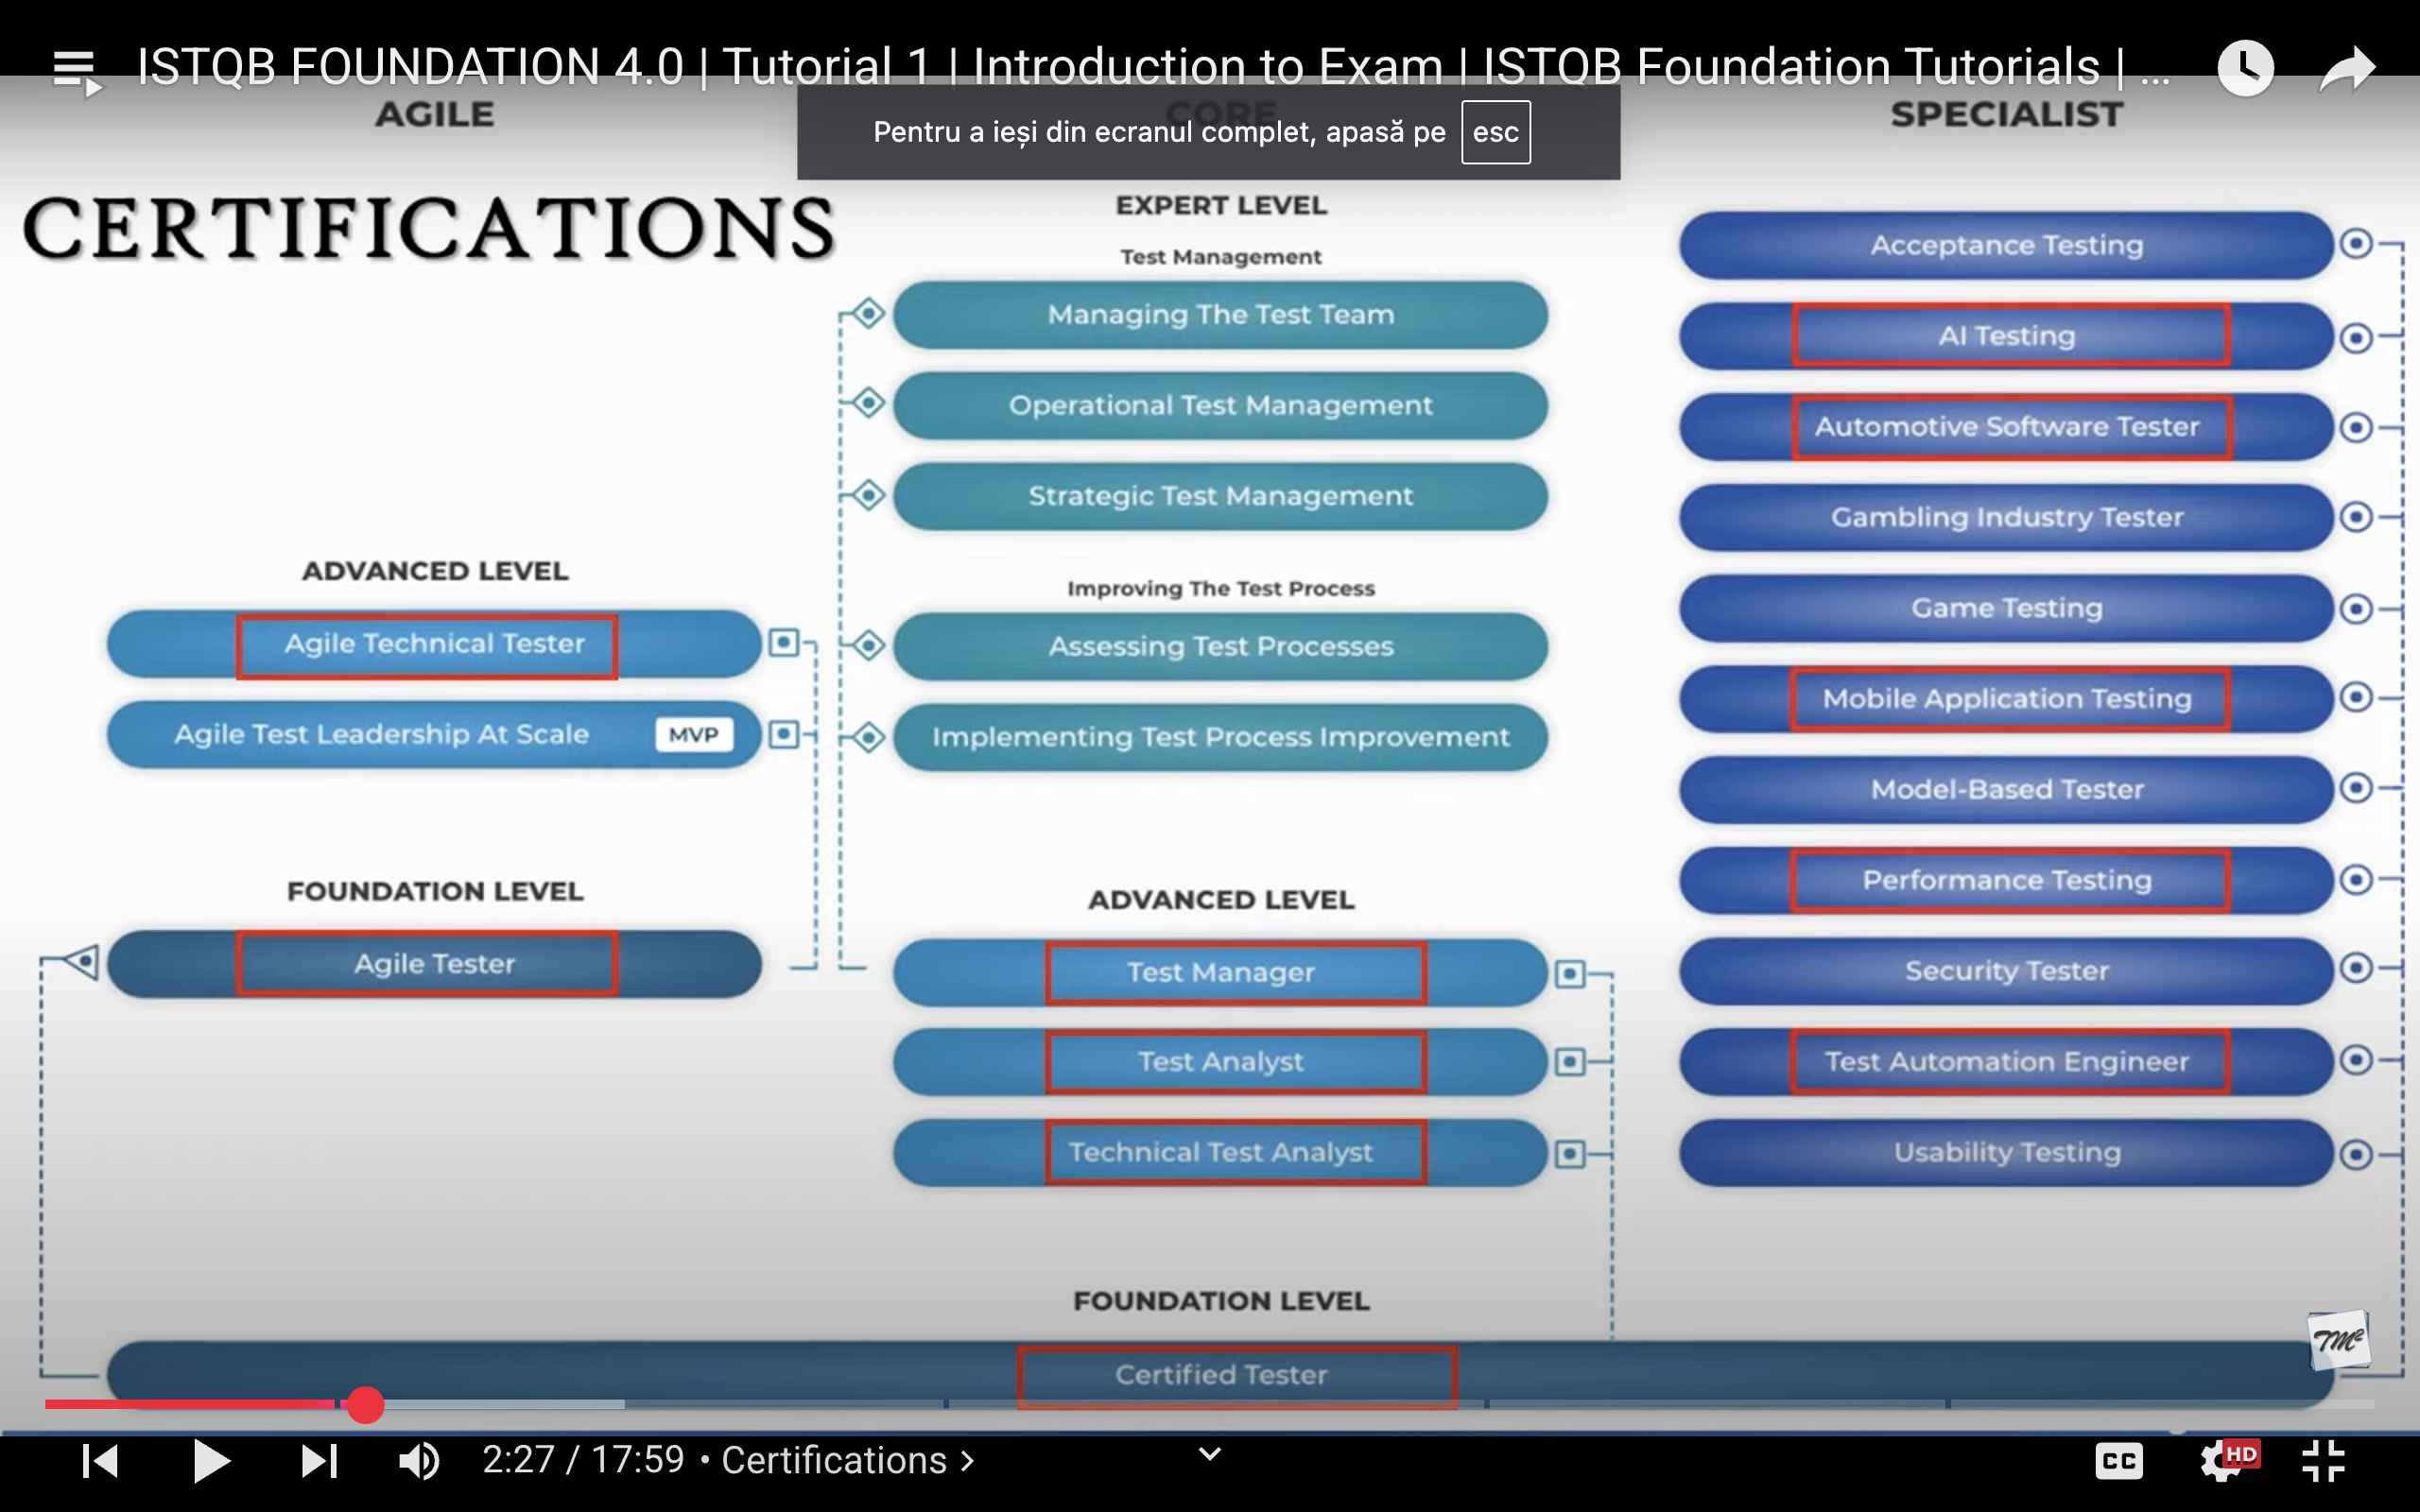 ISTQB FOUNDATION 4.0 | Tutorial 1 | Introduction to Exam | ISTQB Foundation Tutorials | ...
AGILE
CORE
SPECIALIST
Pentru a ieși din ecranul complet, apasă pe esc
CERTIFICATIONS
ADVANCED LEVEL
Agile Technical Tester
Agile Test Leadership At Scale MVP
FOUNDATION LEVEL
Agile Tester
EXPERT LEVEL
Test Management
Managing The Test Team
Operational Test Management
Strategic Test Management
Improving The Test Process
Assessing Test Processes
Implementing Test Process Improvement
ADVANCED LEVEL
Test Manager
Test Analyst
Technical Test Analyst
Acceptance Testing
AI Testing
Automotive Software Tester
Gambling Industry Tester
Game Testing
Mobile Application Testing
Model-Based Tester
Performance Testing
Security Tester
Test Automation Engineer
Usability Testing
FOUNDATION LEVEL
Certified Tester
TM²
2:27 / 17:59 • Certifications >
CC
HD